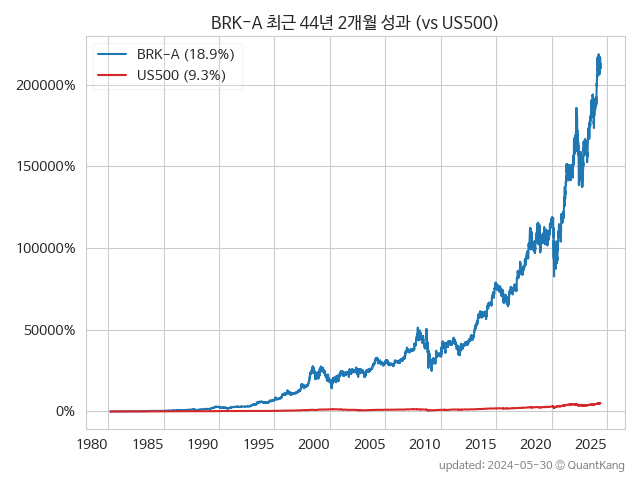 BRK-A 최근 44년 2개월 성과 (vs US500)
BRK-A (18.9%)
US500 (9.3%)
200000%
150000%
100000%
50000%
0%
1980 1985 1990 1995 2000 2005 2010 2015 2020 2025
updated: 2024-05-30 © QuantKang